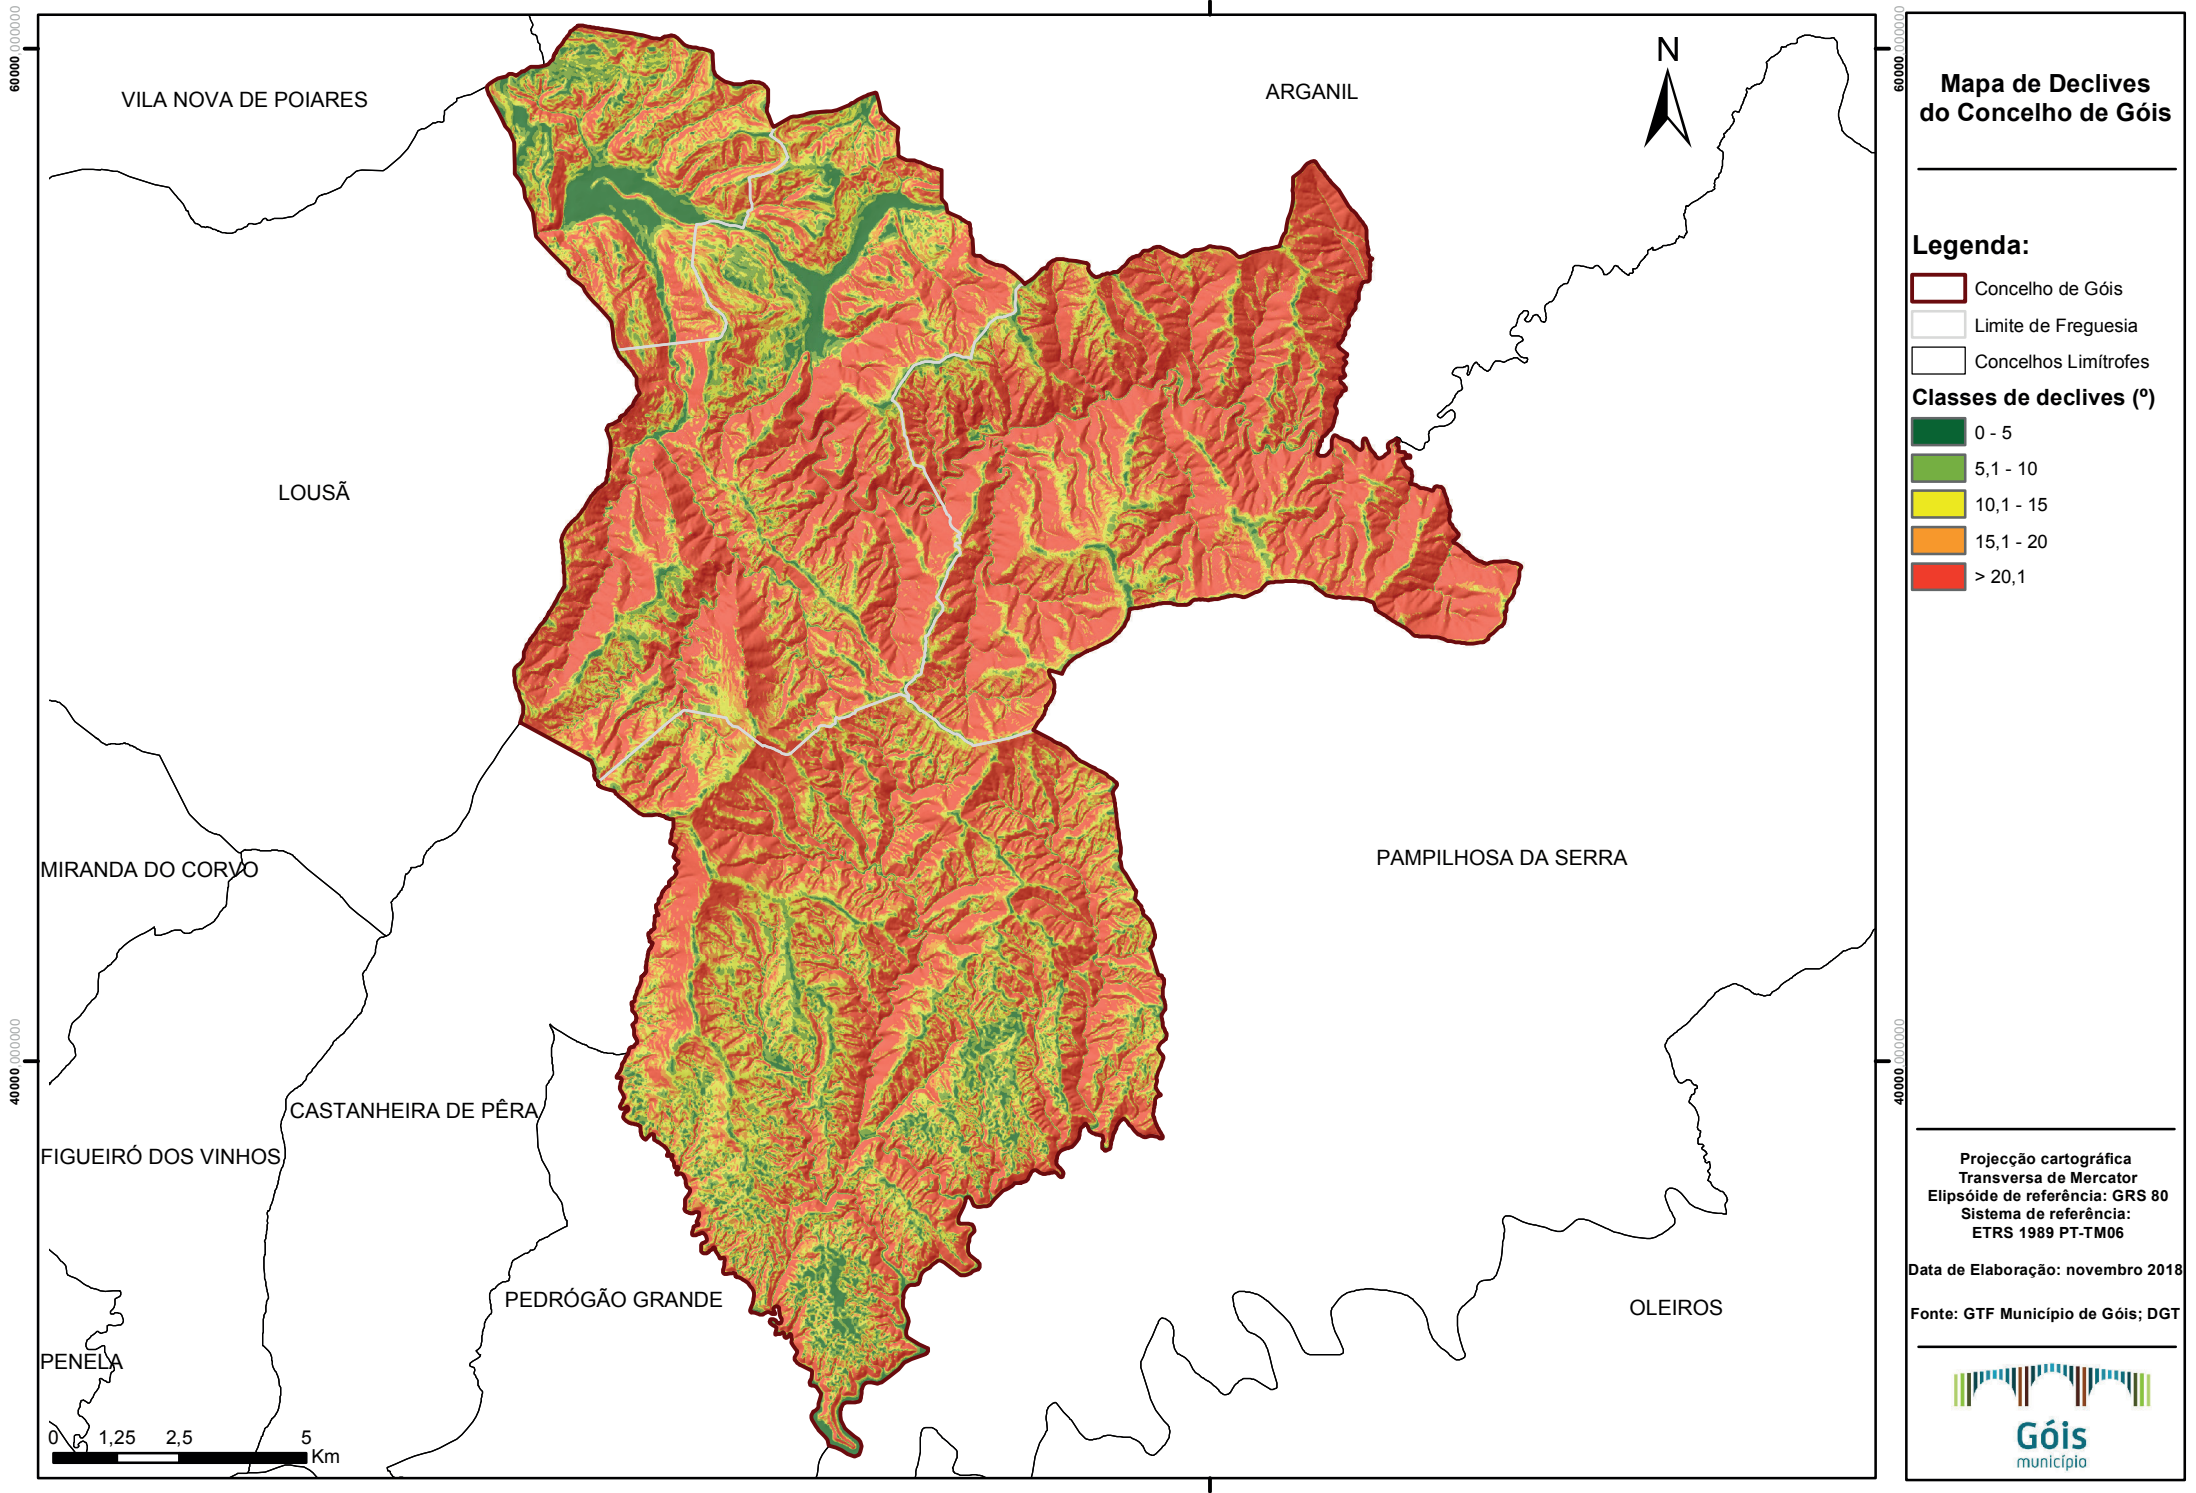 60000,000000
60000,000000
VILA NOVA DE POIARES
ARGANIL
N
LOUSÃ
MIRANDA DO CORVO
PAMPILHOSA DA SERRA
40000,000000
40000,000000
CASTANHEIRA DE PÊRA
FIGUEIRÓ DOS VINHOS
PEDRÓGÃO GRANDE
OLEIROS
PENELA
0 1,25 2,5 5
Km
Mapa de Declives
do Concelho de Góis
Legenda:
Concelho de Góis
Limite de Freguesia
Concelhos Limítrofes
Classes de declives (º)
0 - 5
5,1 - 10
10,1 - 15
15,1 - 20
> 20,1
Projecção cartográfica
Transversa de Mercator
Elipsóide de referência: GRS 80
Sistema de referência:
ETRS 1989 PT-TM06
Data de Elaboração: novembro 2018
Fonte: GTF Município de Góis; DGT
Góis
município